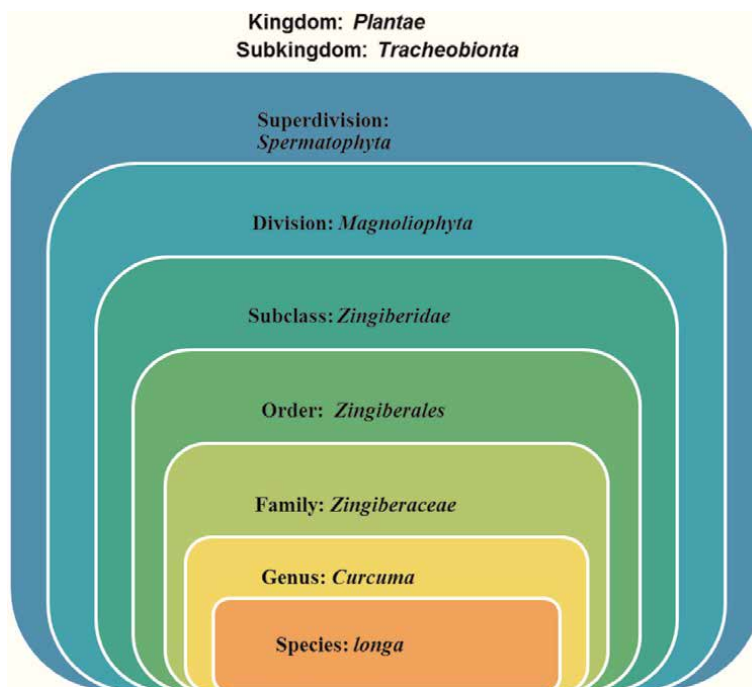 Kingdom: Plantae
Subkingdom: Tracheobionta
Superdivision:
Spermatophyta
Division: Magnoliophyta
Subclass: Zingiberidae
Order: Zingiberales
Family: Zingiberaceae
Genus: Curcuma
Species: longa